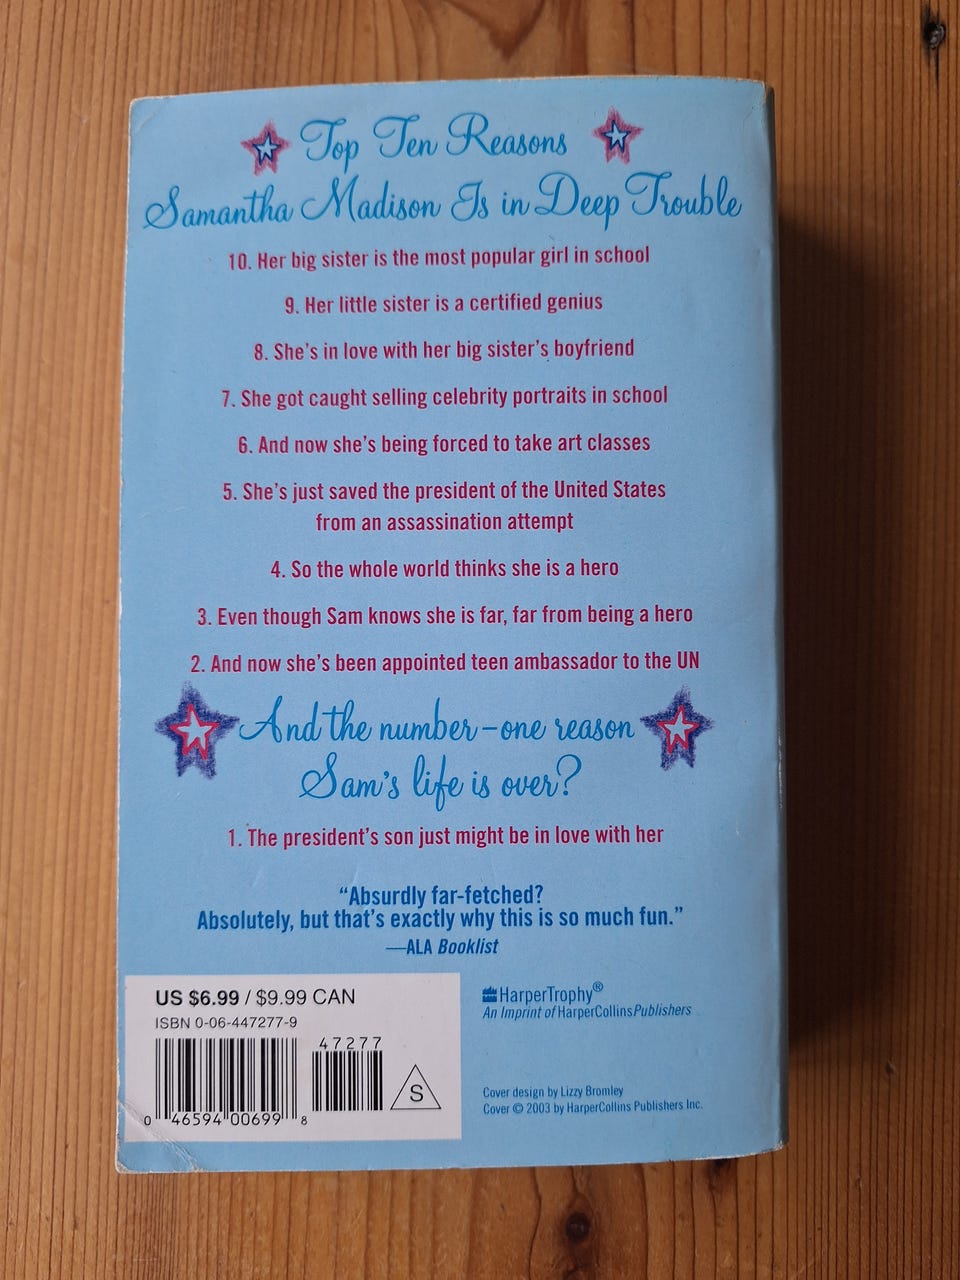 Top Ten Reasons
Samantha Madison Is in Deep Trouble
10. Her big sister is the most popular girl in school
9. Her little sister is a certified genius
8. She's in love with her big sister's boyfriend
7. She got caught selling celebrity portraits in school
6. And now she's being forced to take art classes
5. She's just saved the president of the United States
from an assassination attempt
4. So the whole world thinks she is a hero
3. Even though Sam knows she is far, far from being a hero
2. And now she's been appointed teen ambassador to the UN
And the number-one reason
Sam's life is over?
1. The president's son just might be in love with her
“Absurdly far-fetched?
Absolutely, but that's exactly why this is so much fun.”
—ALA Booklist
US $6.99 / $9.99 CAN
ISBN 0-06-447277-9
47277
0 46594 00699 8
S
HarperTrophy®
An Imprint of HarperCollinsPublishers
Cover design by Lizzy Bromley
Cover © 2003 by HarperCollins Publishers Inc.